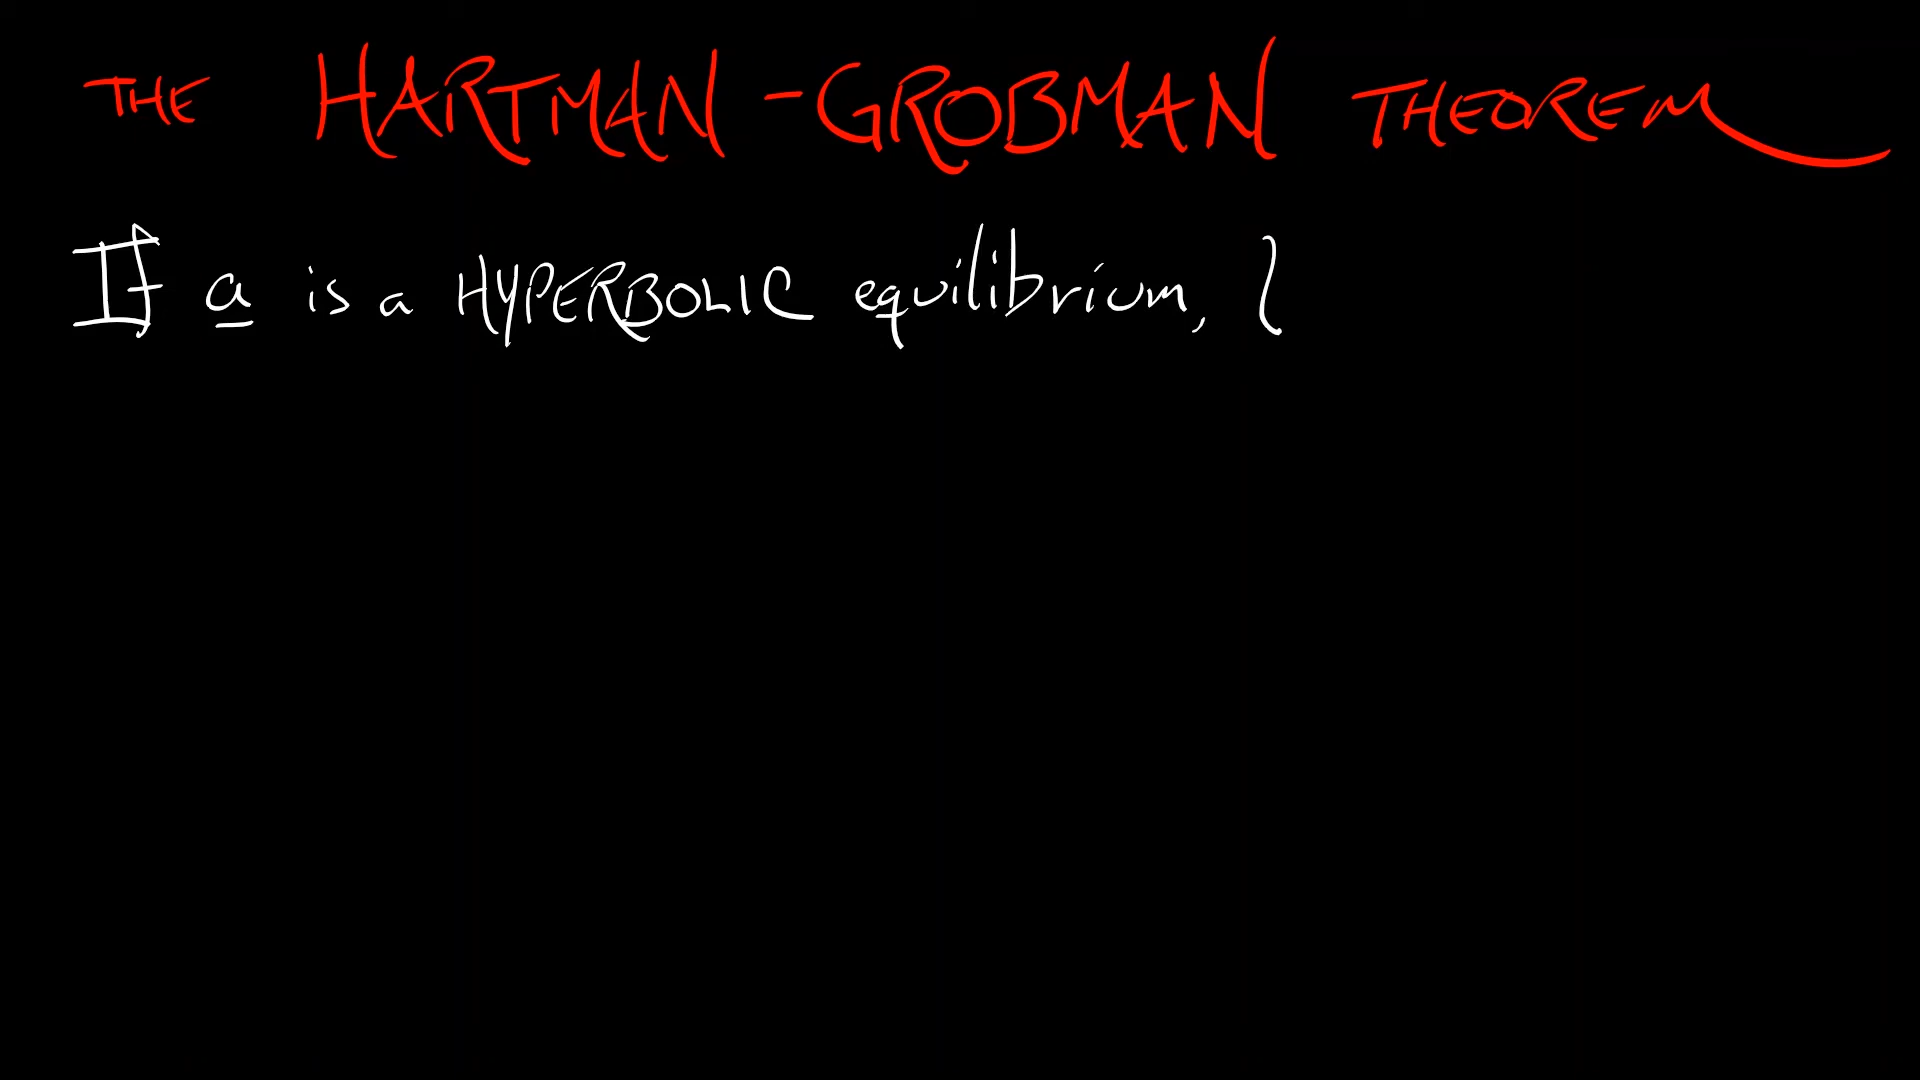 THE HARTMAN-GROBMAN THEOREM
If a is a HYPERBOLIC equilibrium,